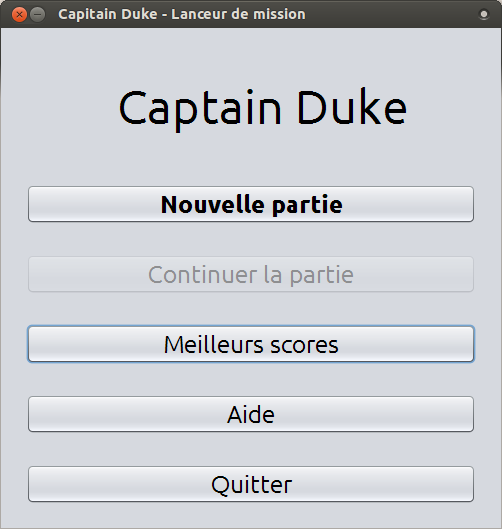 Capitain Duke - Lanceur de mission
Captain Duke
Nouvelle partie
Continuer la partie
Meilleurs scores
Aide
Quitter